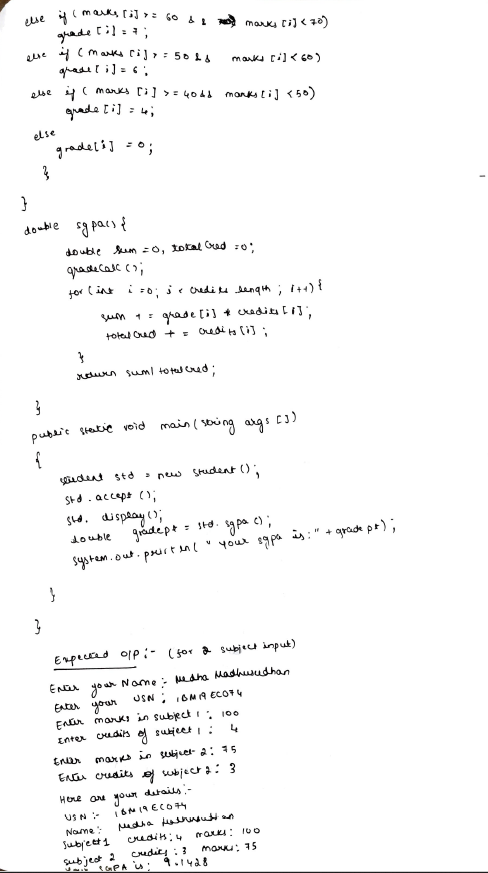 else if ( marks [i] >= 60 && marks [i] < 70)
grade [i] = 7;
else if ( marks [i] >= 50 && marks [i] < 60)
grade [i] = 6;
else if ( marks [i] >= 40 && marks [i] < 50)
grade [i] = 4;
else
grade [i] = 0;
}
}
double sgpa() {
double sum = 0, totalCred = 0;
gradeCalc ();
for (int i = 0; i < credits length ; i++) {
sum += grade [i] * credits [i];
totalCred += credits [i] ;
}
return sum/ totalcred;
}
public static void main (string args [])
{
student std = new student ();
std . accept ();
std. display ();
double gradept = std. sgpa ();
system.out.println( " Your sgpa is: " + gradept);
}
}
Expected O/P :- (for 2 subject input)
Enter your Name :- Medha Madhusudhan
Enter your USN : 1BM19EC074
Enter marks in subject 1 : 100
Enter credits of subject 1 : 4
Enter marks in subject 2: 75
Enter credits of subject 2: 3
Here are your details:-
USN :- 1BM19EC074
Name: Medha Madhusudhan
Subject 1 credits: 4 marks: 100
subject 2 credits : 3 marks: 75
Your SGPA is: 9.1428